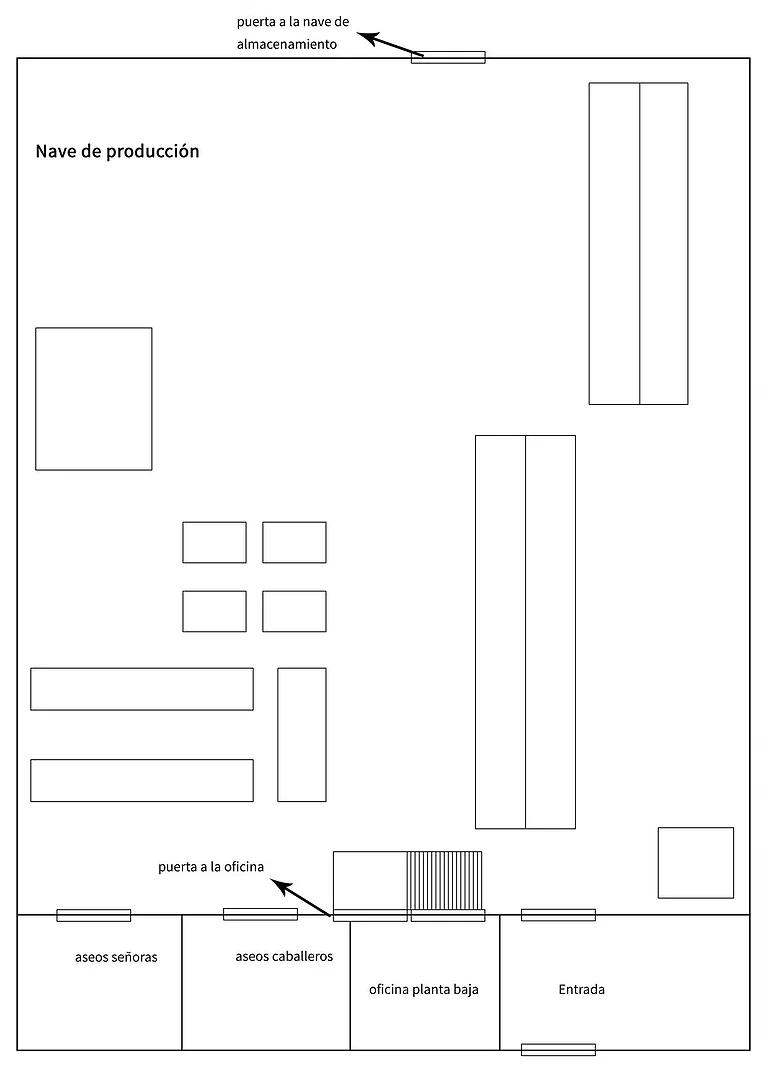 puerta a la nave de
almacenamiento
Nave de producción
puerta a la oficina
aseos señoras
aseos caballeros
oficina planta baja
Entrada